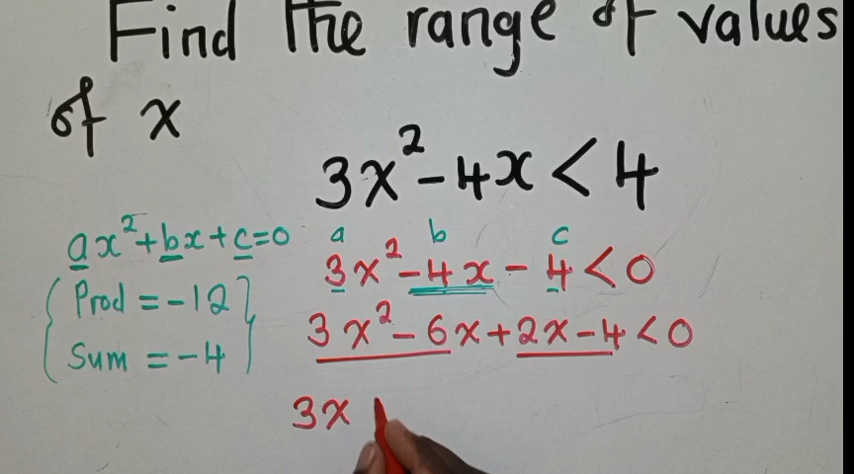 Find the range of values
of x
3x² - 4x < 4
ax² + bx + c = 0
a b c
3x² - 4x - 4 < 0
Prod = -12
3x² - 6x + 2x - 4 < 0
Sum = -4
3x